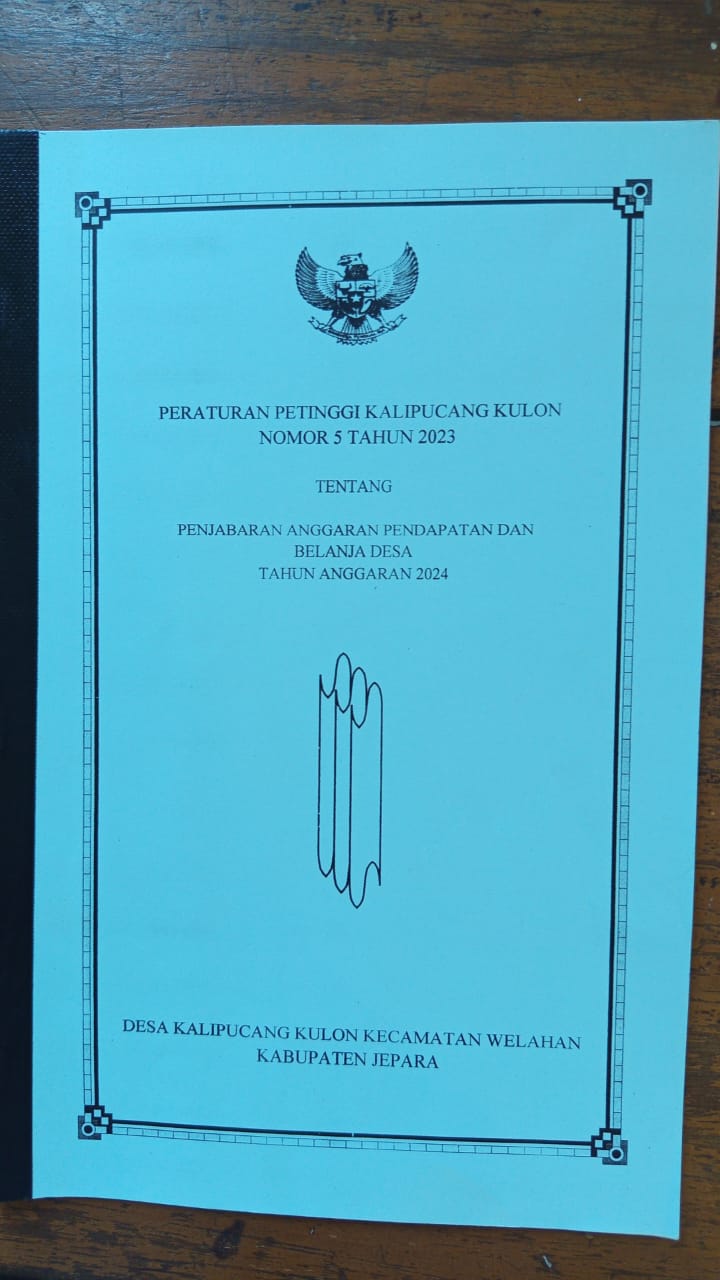 PERATURAN PETINGGI KALIPUCANG KULON
NOMOR 5 TAHUN 2023
TENTANG
PENJABARAN ANGGARAN PENDAPATAN DAN
BELANJA DESA
TAHUN ANGGARAN 2024
DESA KALIPUCANG KULON KECAMATAN WELAHAN
KABUPATEN JEPARA